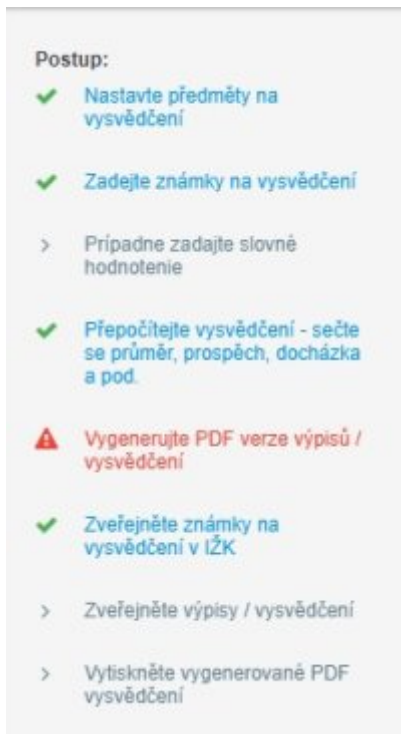 Postup:
Nastavte předměty na
vysvědčení
Zadejte známky na vysvědčení
Prípadne zadajte slovné
hodnotenie
Přepočítejte vysvědčení - sečte
se průměr, prospěch, docházka
a pod.
Vygenerujte PDF verze výpisů /
vysvědčení
Zveřejněte známky na
vysvědčení v IŽK
Zveřejněte výpisy / vysvědčení
Vytiskněte vygenerované PDF
vysvědčení